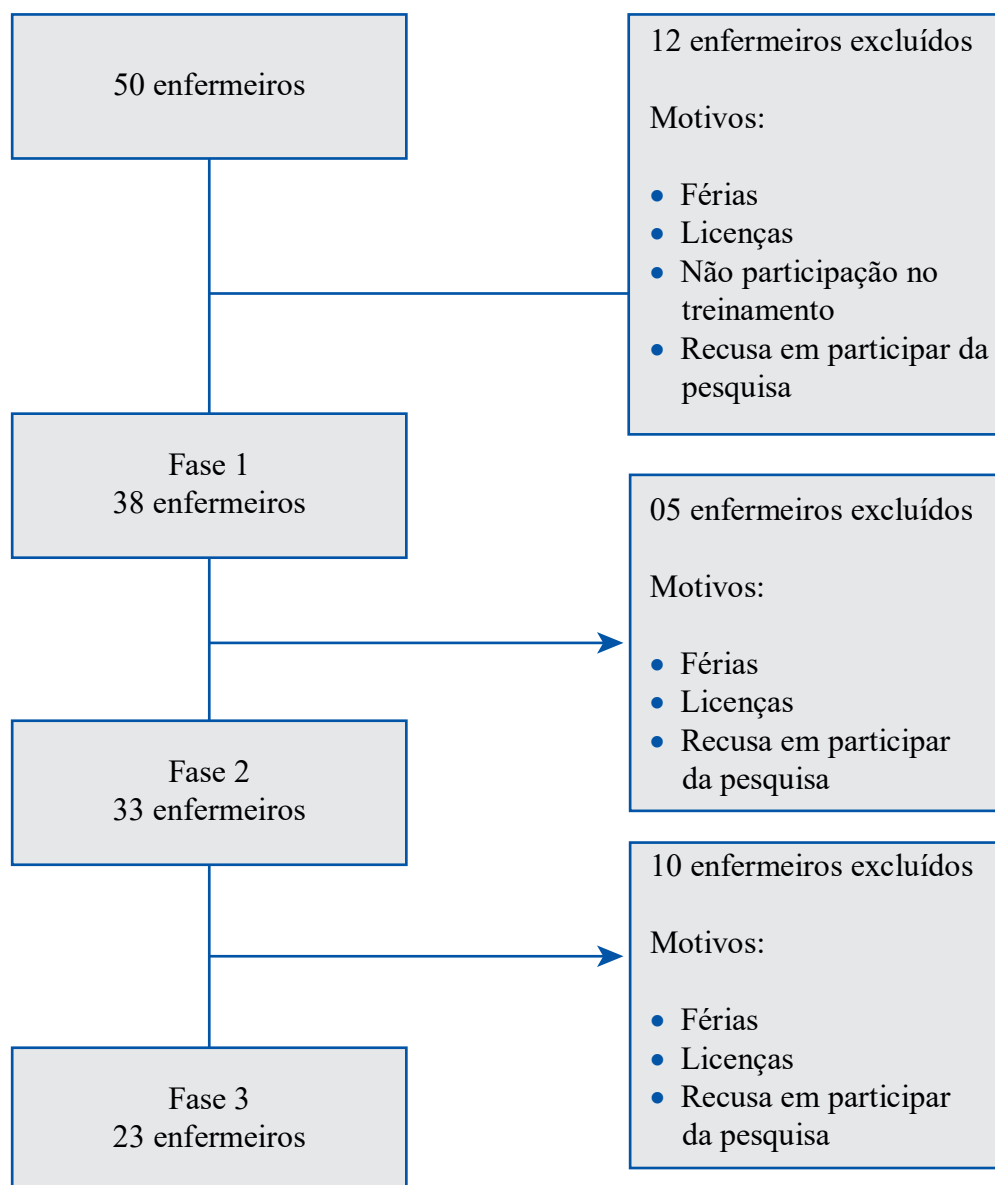 50 enfermeiros
12 enfermeiros excluídos
Motivos:
• Férias
• Licenças
• Não participação no
treinamento
• Recusa em participar da
pesquisa
Fase 1
38 enfermeiros
05 enfermeiros excluídos
Motivos:
• Férias
• Licenças
• Recusa em participar
da pesquisa
Fase 2
33 enfermeiros
10 enfermeiros excluídos
Motivos:
• Férias
• Licenças
• Recusa em participar
da pesquisa
Fase 3
23 enfermeiros